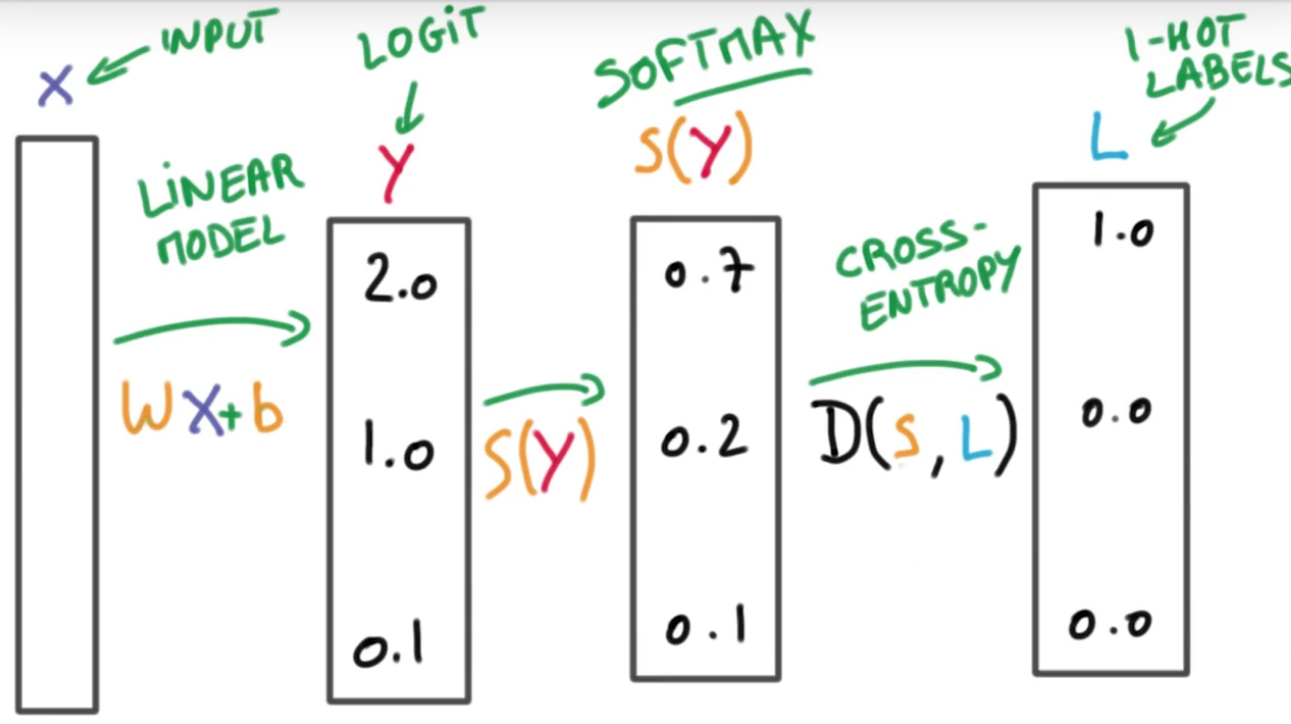 INPUT
X
LINEAR
MODEL
WX+b
LOGIT
Y
2.0
1.0
0.1
S(Y)
SOFTMAX
S(Y)
0.7
0.2
0.1
CROSS-
ENTROPY
D(S, L)
1-HOT
LABELS
L
1.0
0.0
0.0